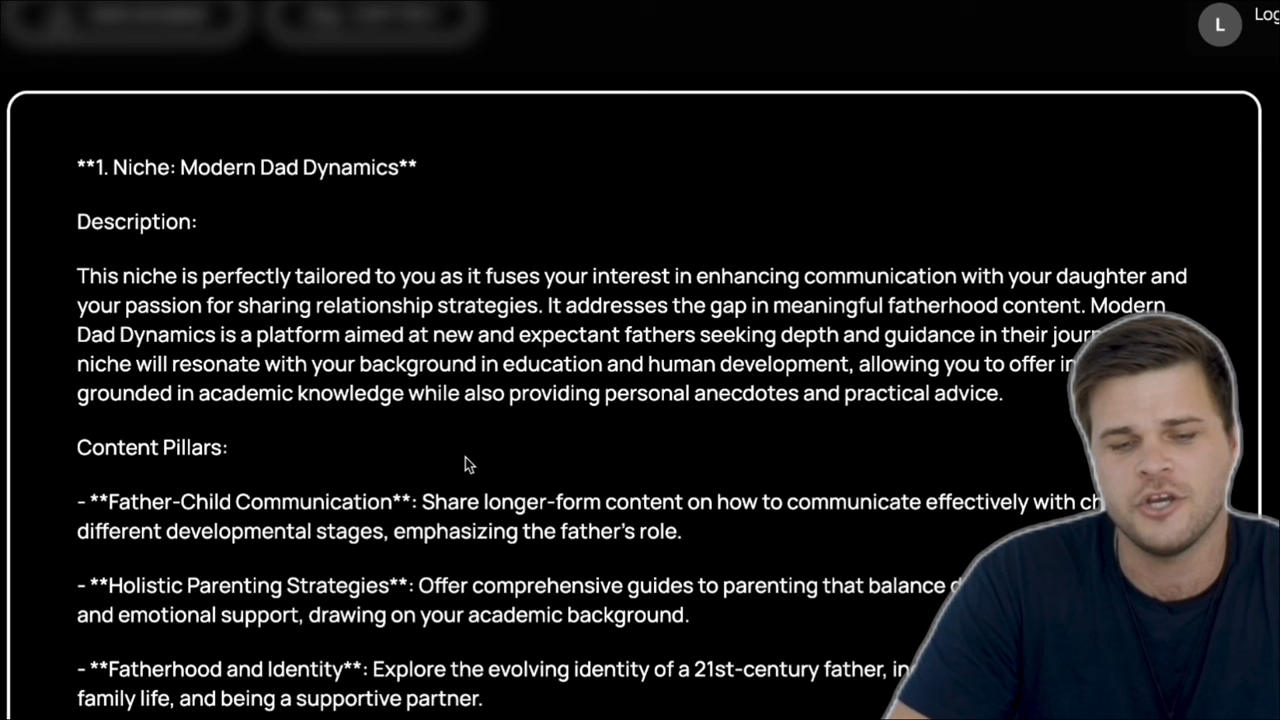 L
**1. Niche: Modern Dad Dynamics**
Description:
This niche is perfectly tailored to you as it fuses your interest in enhancing communication with your daughter and
your passion for sharing relationship strategies. It addresses the gap in meaningful fatherhood content. Modern
Dad Dynamics is a platform aimed at new and expectant fathers seeking depth and guidance in their
niche will resonate with your background in education and human development, allowing you to offer
grounded in academic knowledge while also providing personal anecdotes and practical advice.
Content Pillars:
- **Father-Child Communication**: Share longer-form content on how to communicate effectively with
different developmental stages, emphasizing the father's role.
- **Holistic Parenting Strategies**: Offer comprehensive guides to parenting that balance
and emotional support, drawing on your academic background.
- **Fatherhood and Identity**: Explore the evolving identity of a 21st-century father,
family life, and being a supportive partner.